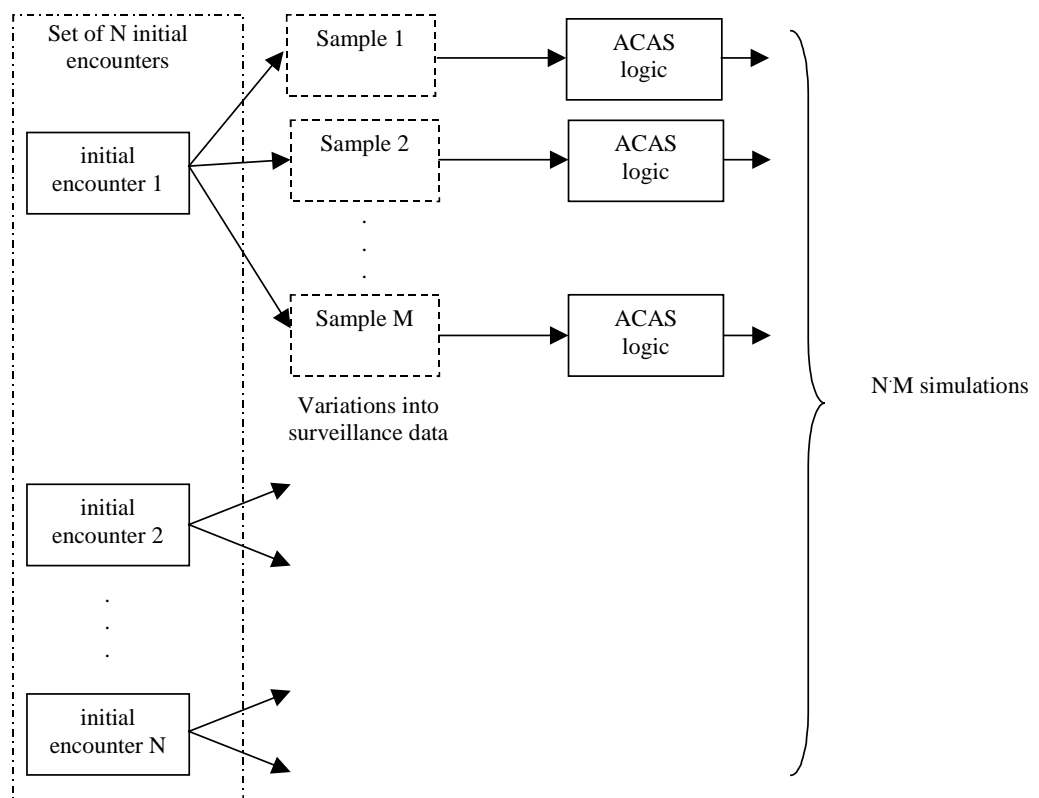 Set of N initial
encounters
Sample 1
ACAS
logic
initial
encounter 1
Sample 2
ACAS
logic
.
.
.
Sample M
ACAS
logic
Variations into
surveillance data
N·M simulations
initial
encounter 2
.
.
.
initial
encounter N